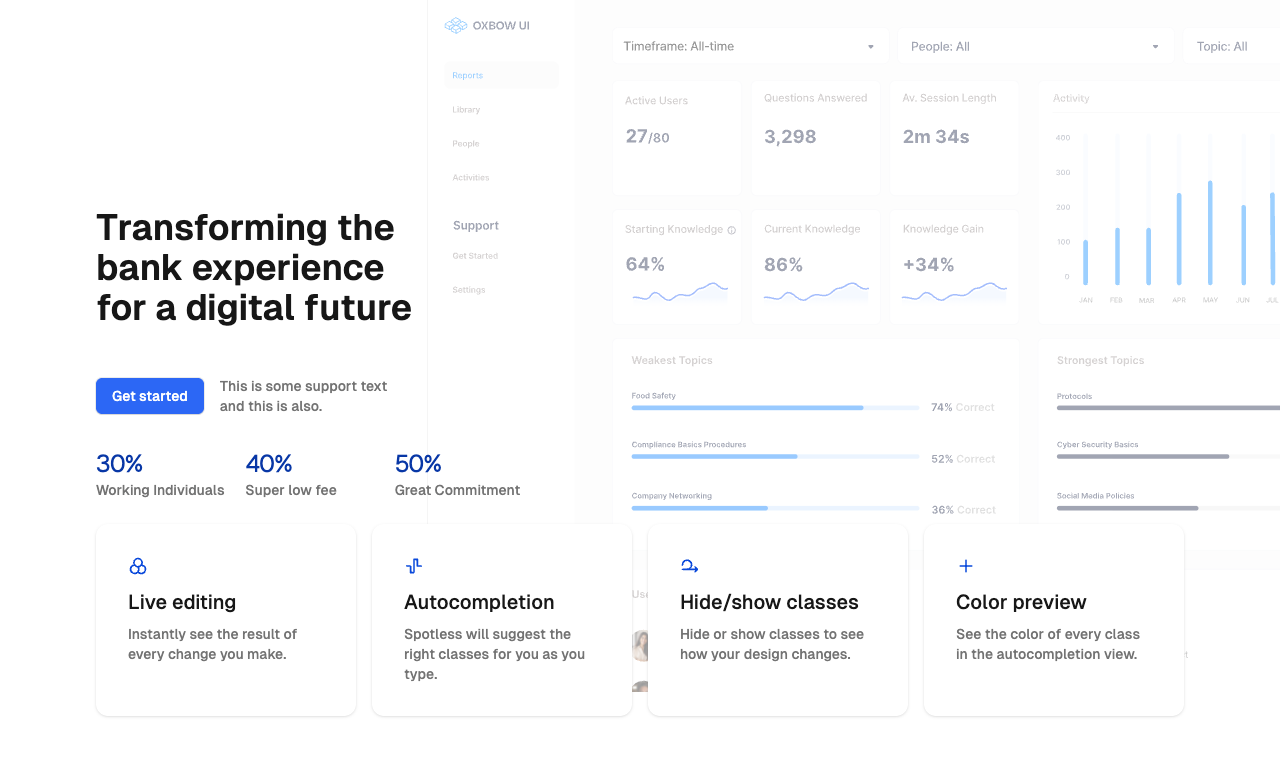 OXBOW UI
Reports
Library
People
Activities
Support
Get Started
Settings
Timeframe: All-time
People: All
Topic: All
Active Users
27/80
Questions Answered
3,298
Av. Session Length
2m 34s
Starting Knowledge
64%
Current Knowledge
86%
Knowledge Gain
+34%
Activity
400
300
200
100
0
JAN
FEB
MAR
APR
MAY
JUN
JUL
Weakest Topics
Food Safety
74% Correct
Compliance Basics Procedures
52% Correct
Company Networking
36% Correct
Strongest Topics
Protocols
Cyber Security Basics
Social Media Policies
Transforming the
bank experience
for a digital future
Get started
This is some support text
and this is also.
30%
Working Individuals
40%
Super low fee
50%
Great Commitment
Live editing
Instantly see the result of
every change you make.
Autocompletion
Spotless will suggest the
right classes for you as you
type.
Hide/show classes
Hide or show classes to see
how your design changes.
Color preview
See the color of every class
in the autocompletion view.